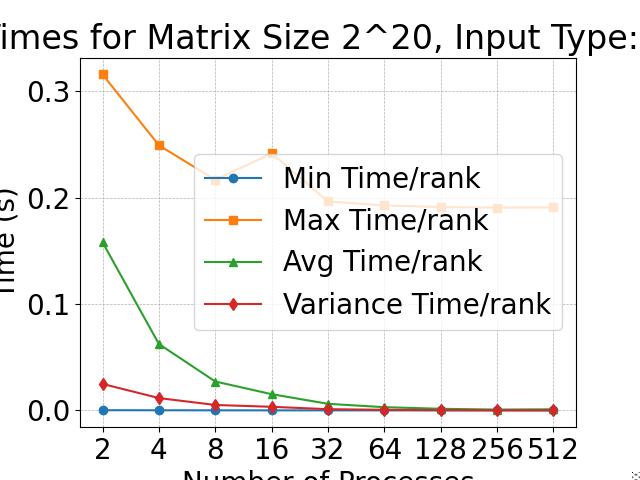 Times for Matrix Size 2^20, Input Type:
0.3
0.2
0.1
0.0
Time (s)
Min Time/rank
Max Time/rank
Avg Time/rank
Variance Time/rank
2 4 8 16 32 64 128 256 512
Number of Processes